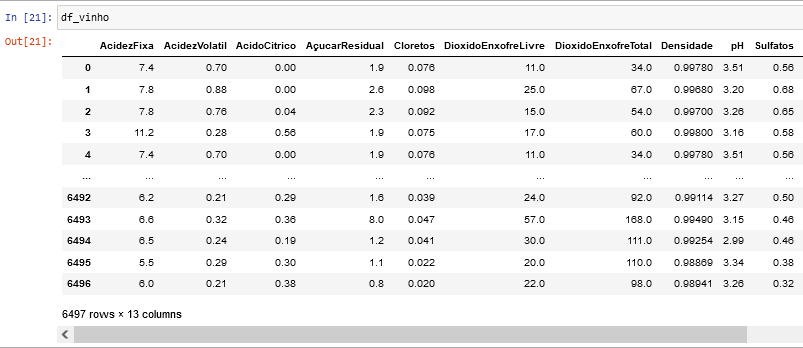 In [21]: df_vinho
Out[21]:
AcidezFixa AcidezVolatil AcidoCitrico AçucarResidual Cloretos DioxidoEnxofreLivre DioxidoEnxofreTotal Densidade pH Sulfatos
0 7.4 0.70 0.00 1.9 0.076 11.0 34.0 0.99780 3.51 0.56
1 7.8 0.88 0.00 2.6 0.098 25.0 67.0 0.99680 3.20 0.68
2 7.8 0.76 0.04 2.3 0.092 15.0 54.0 0.99700 3.26 0.65
3 11.2 0.28 0.56 1.9 0.075 17.0 60.0 0.99800 3.16 0.58
4 7.4 0.70 0.00 1.9 0.076 11.0 34.0 0.99780 3.51 0.56
... ... ... ... ... ... ... ... ... ... ...
6492 6.2 0.21 0.29 1.6 0.039 24.0 92.0 0.99114 3.27 0.50
6493 6.6 0.32 0.36 8.0 0.047 57.0 168.0 0.99490 3.15 0.46
6494 6.5 0.24 0.19 1.2 0.041 30.0 111.0 0.99254 2.99 0.46
6495 5.5 0.29 0.30 1.1 0.022 20.0 110.0 0.98869 3.34 0.38
6496 6.0 0.21 0.38 0.8 0.020 22.0 98.0 0.98941 3.26 0.32
6497 rows × 13 columns